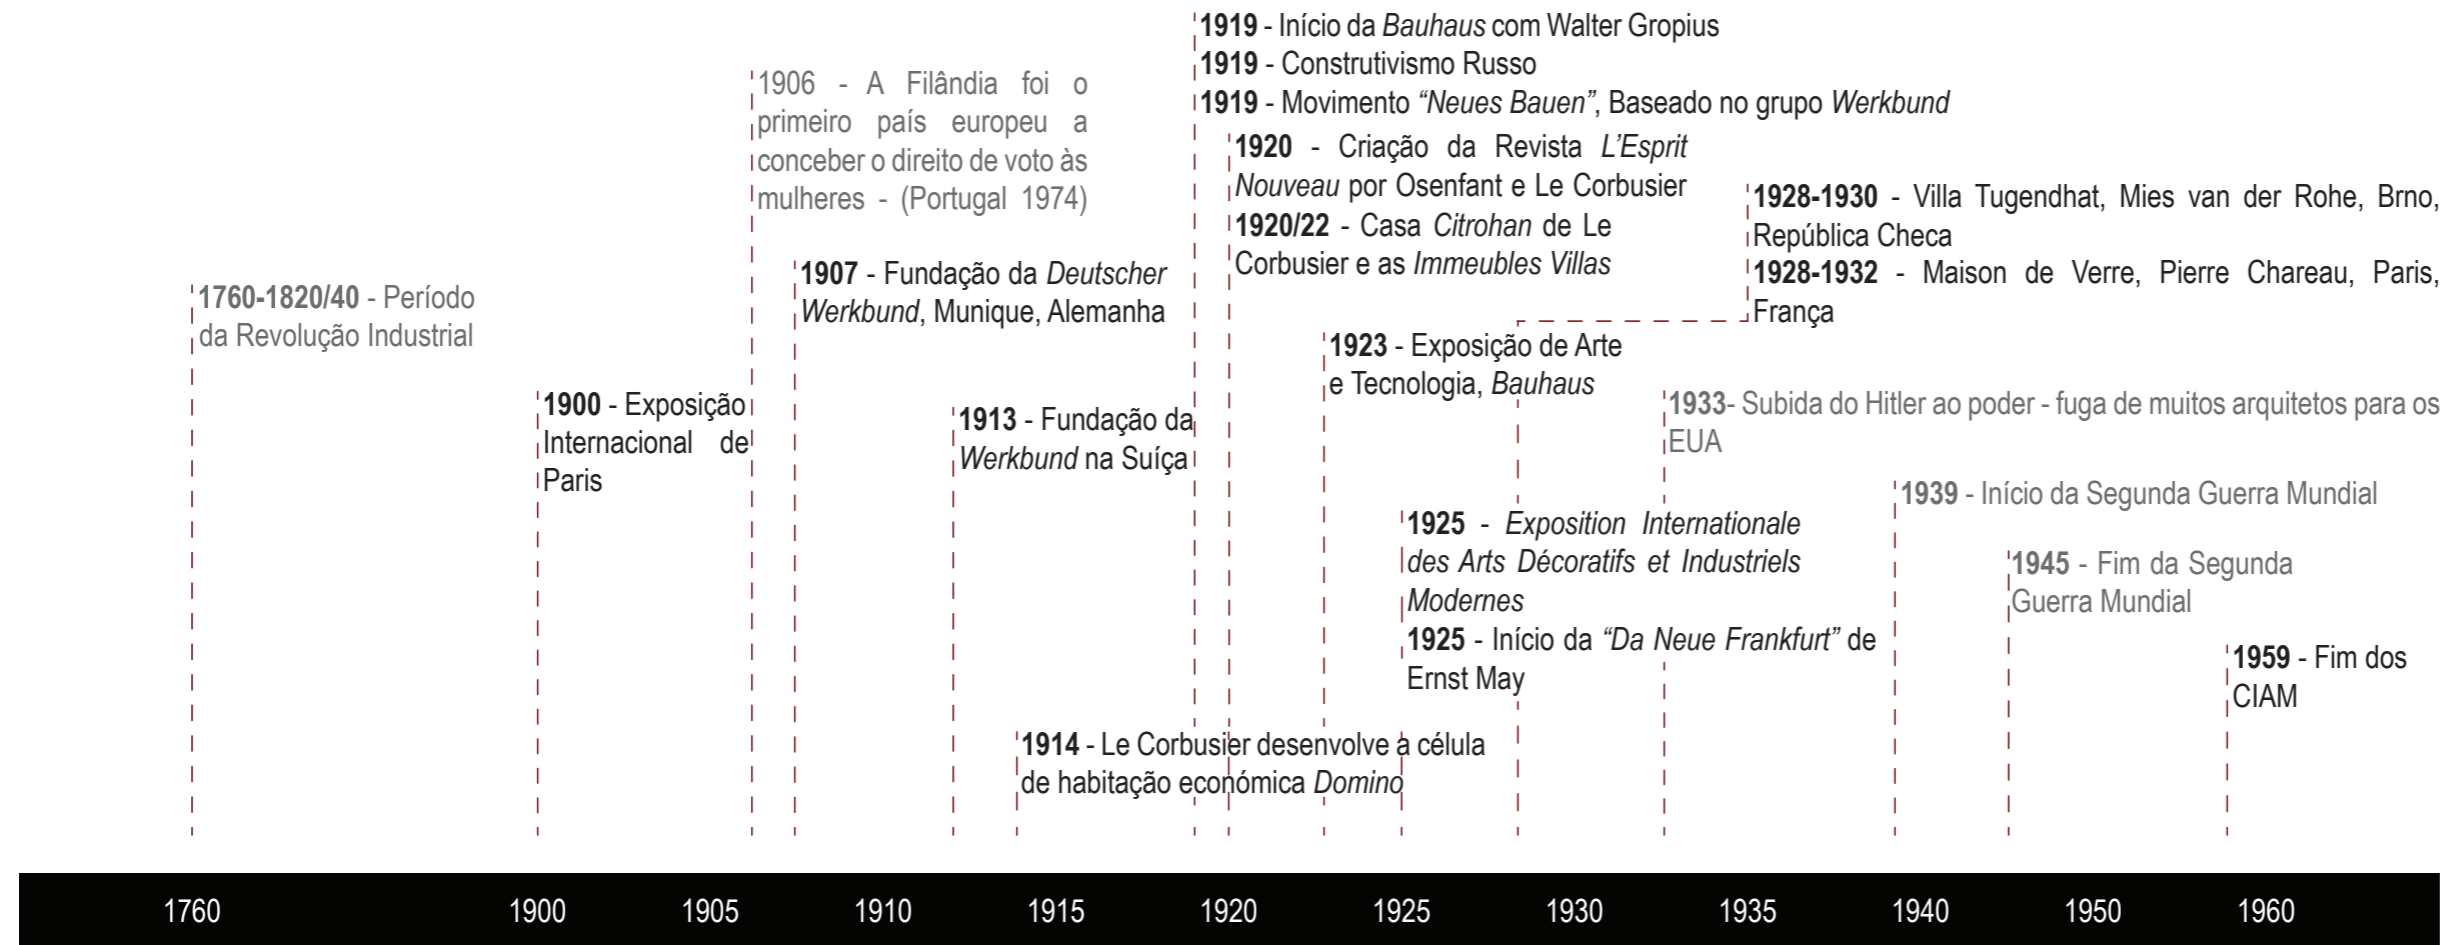 1919 - Início da Bauhaus com Walter Gropius
1919 - Construtivismo Russo
1919 - Movimento “Neues Bauen”, Baseado no grupo Werkbund
1906 - A Filândia foi o
primeiro país europeu a
conceber o direito de voto às
mulheres - (Portugal 1974)
1920 - Criação da Revista L’Esprit
Nouveau por Osenfant e Le Corbusier
1920/22 - Casa Citrohan de Le
Corbusier e as Immeubles Villas
1928-1930 - Villa Tugendhat, Mies van der Rohe, Brno,
República Checa
1928-1932 - Maison de Verre, Pierre Chareau, Paris,
França
1907 - Fundação da Deutscher
Werkbund, Munique, Alemanha
1760-1820/40 - Período
da Revolução Industrial
1923 - Exposição de Arte
e Tecnologia, Bauhaus
1900 - Exposição
Internacional de
Paris
1913 - Fundação da
Werkbund na Suíça
1933- Subida do Hitler ao poder - fuga de muitos arquitetos para os
EUA
1939 - Início da Segunda Guerra Mundial
1925 - Exposition Internationale
des Arts Décoratifs et Industriels
Modernes
1925 - Início da “Da Neue Frankfurt” de
Ernst May
1945 - Fim da Segunda
Guerra Mundial
1959 - Fim dos
CIAM
1914 - Le Corbusier desenvolve a célula
de habitação económica Domino
1760 1900 1905 1910 1915 1920 1925 1930 1935 1940 1950 1960